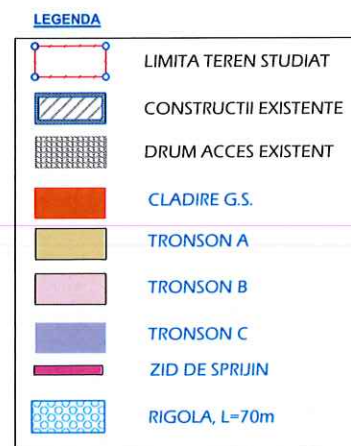 LEGENDA
LIMITA TEREN STUDIAT
CONSTRUCTII EXISTENTE
DRUM ACCES EXISTENT
CLADIRE G.S.
TRONSON A
TRONSON B
TRONSON C
ZID DE SPRIJIN
RIGOLA, L=70m